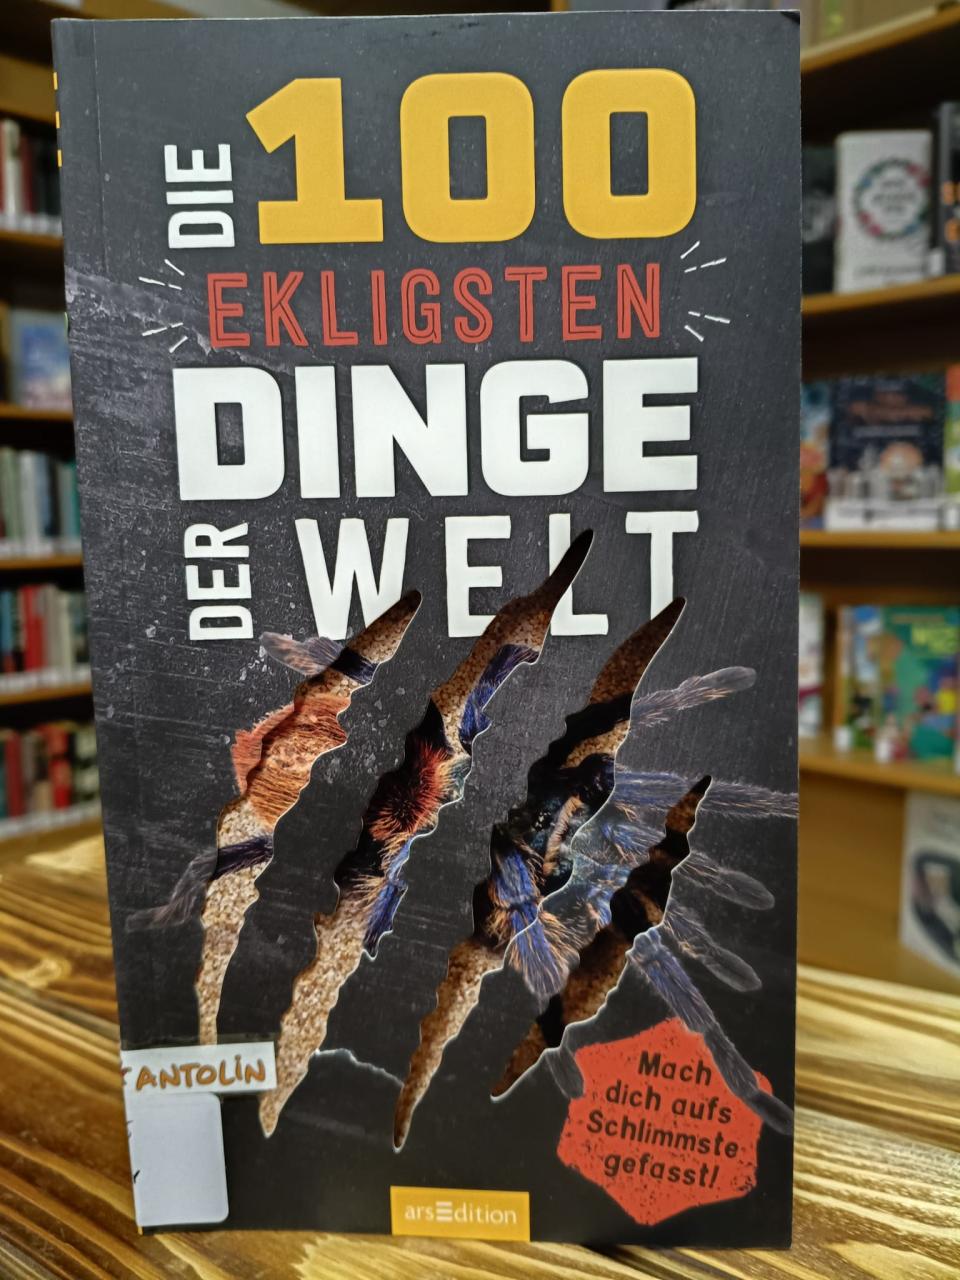 DIE 100
EKLIGSTEN
DINGE
DER WELT
ANTOLIN
Mach
dich aufs
Schlimmste
gefasst!
arsEdition